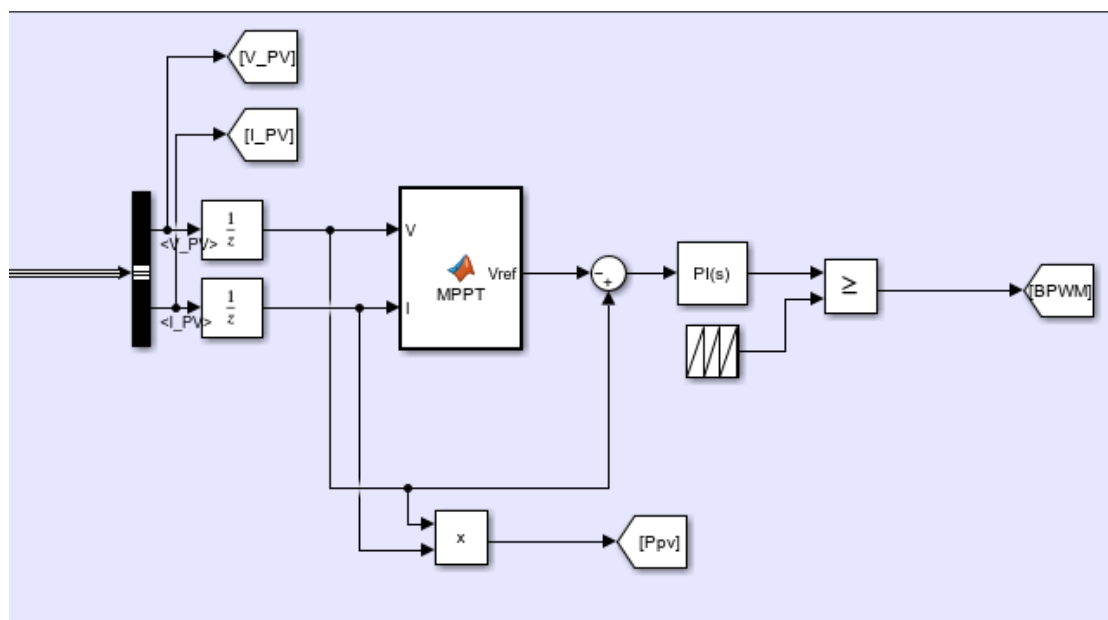 [V_PV]
[I_PV]
<V_PV>
1
z
V
Vref
MPPT
I
<I_PV>
1
z
−
+
PI(s)
≥
[BPWM]
x
[Ppv]